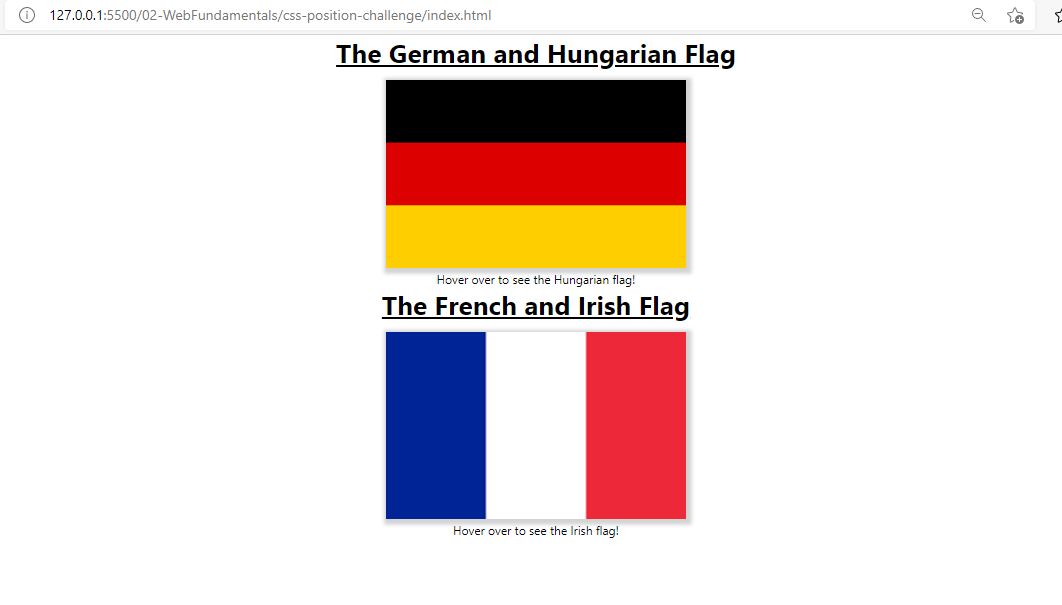 127.0.0.1:5500/02-WebFundamentals/css-position-challenge/index.html
The German and Hungarian Flag
Hover over to see the Hungarian flag!
The French and Irish Flag
Hover over to see the Irish flag!